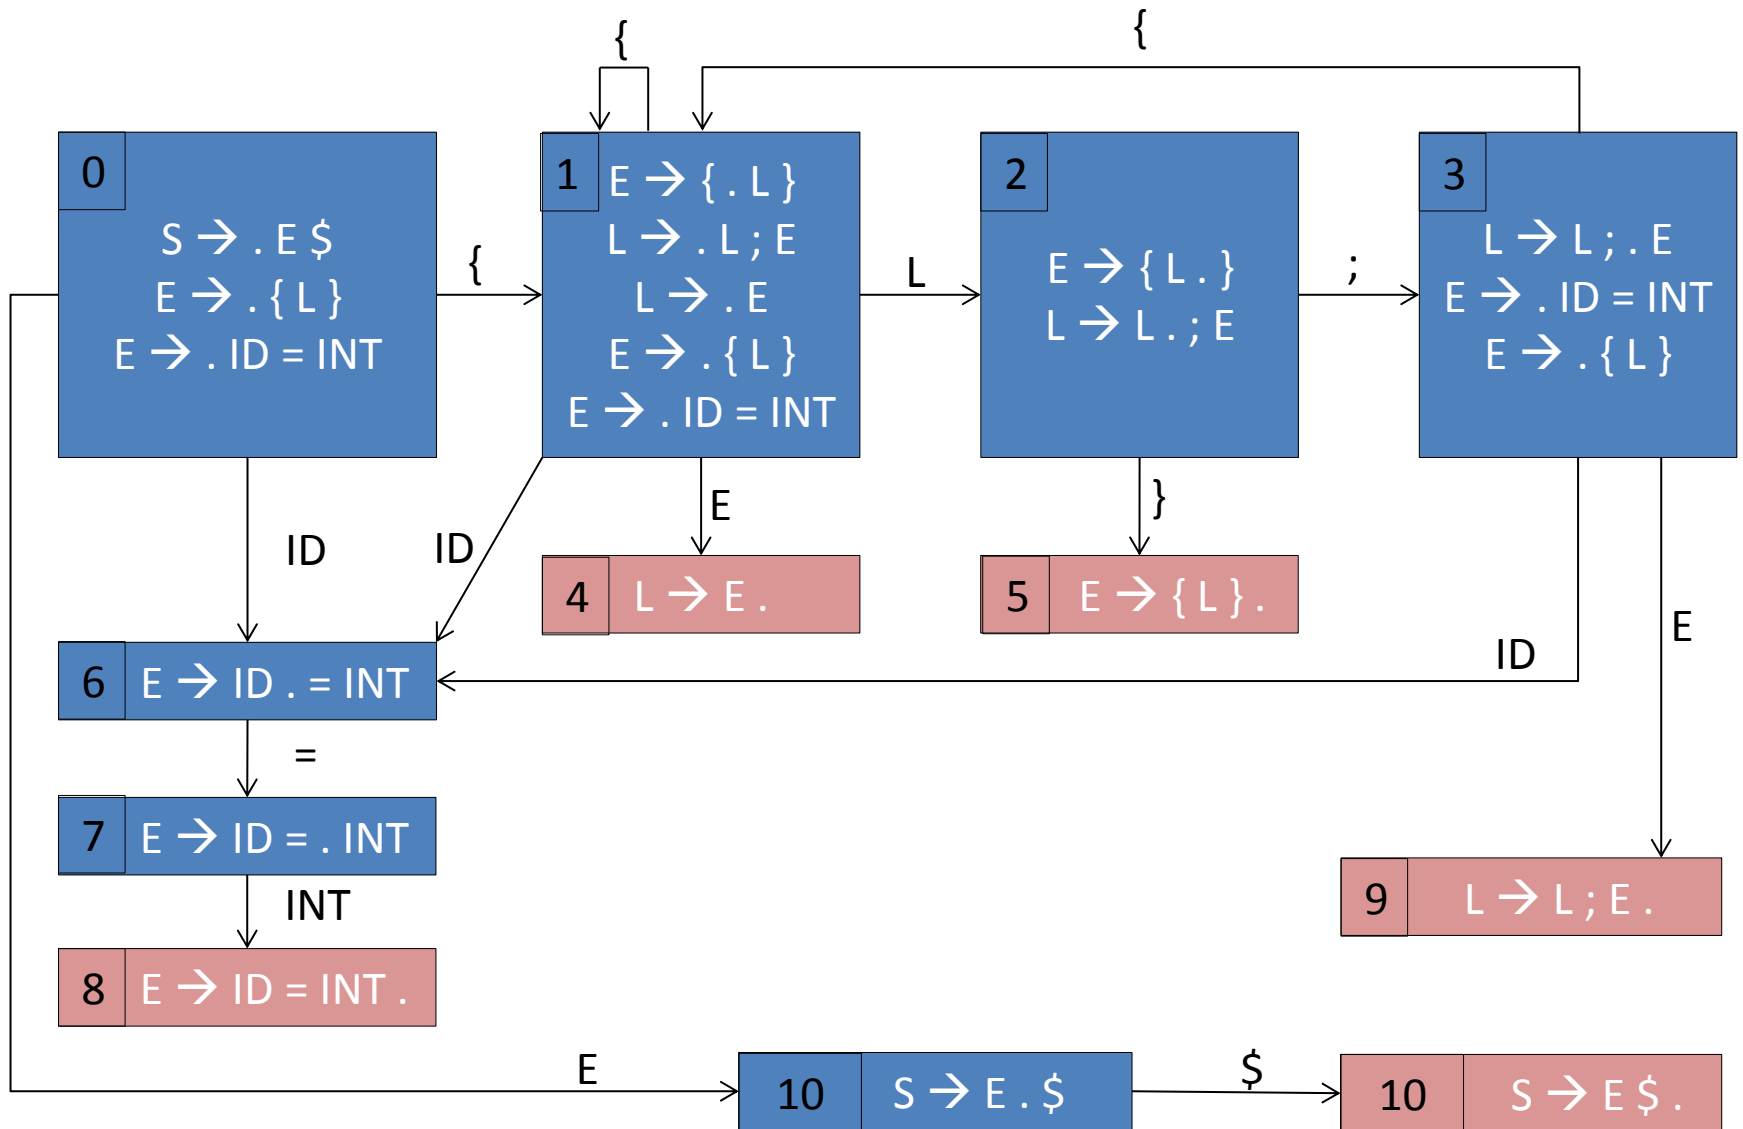 {
{
0
S → . E $
E → . { L }
E → . ID = INT
{
1
E → { . L }
L → . L ; E
L → . E
E → . { L }
E → . ID = INT
L
2
E → { L . }
L → L . ; E
;
3
L → L ; . E
E → . ID = INT
E → . { L }
ID
ID
E
}
4
L → E .
5
E → { L } .
ID
E
6
E → ID . = INT
=
7
E → ID = . INT
INT
9
L → L ; E .
8
E → ID = INT .
E
10
S → E . $
$
10
S → E $ .